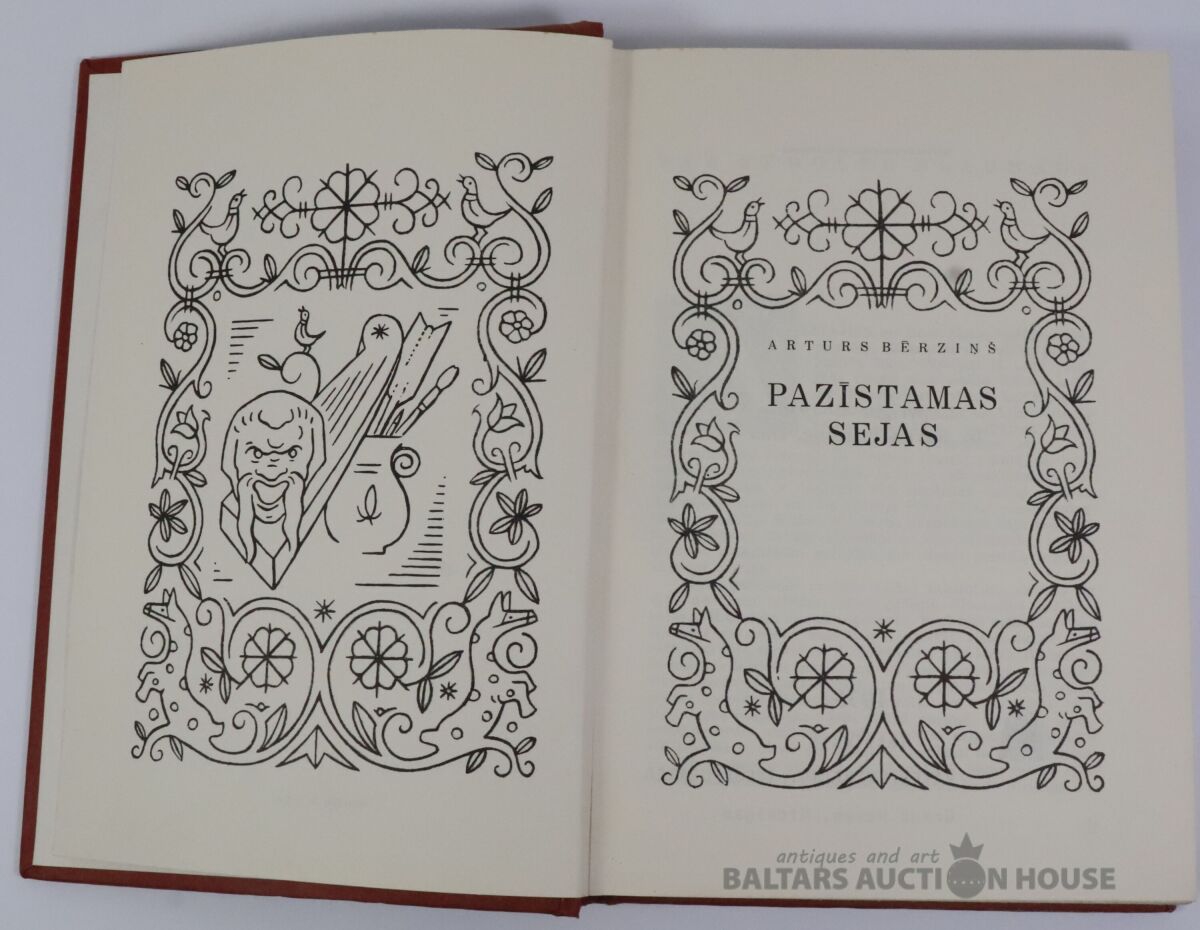 ARTURS BĒRZIŅŠ
PAZĪSTAMAS
SEJAS
antiques and art
BALTARS AUCTION HOUSE